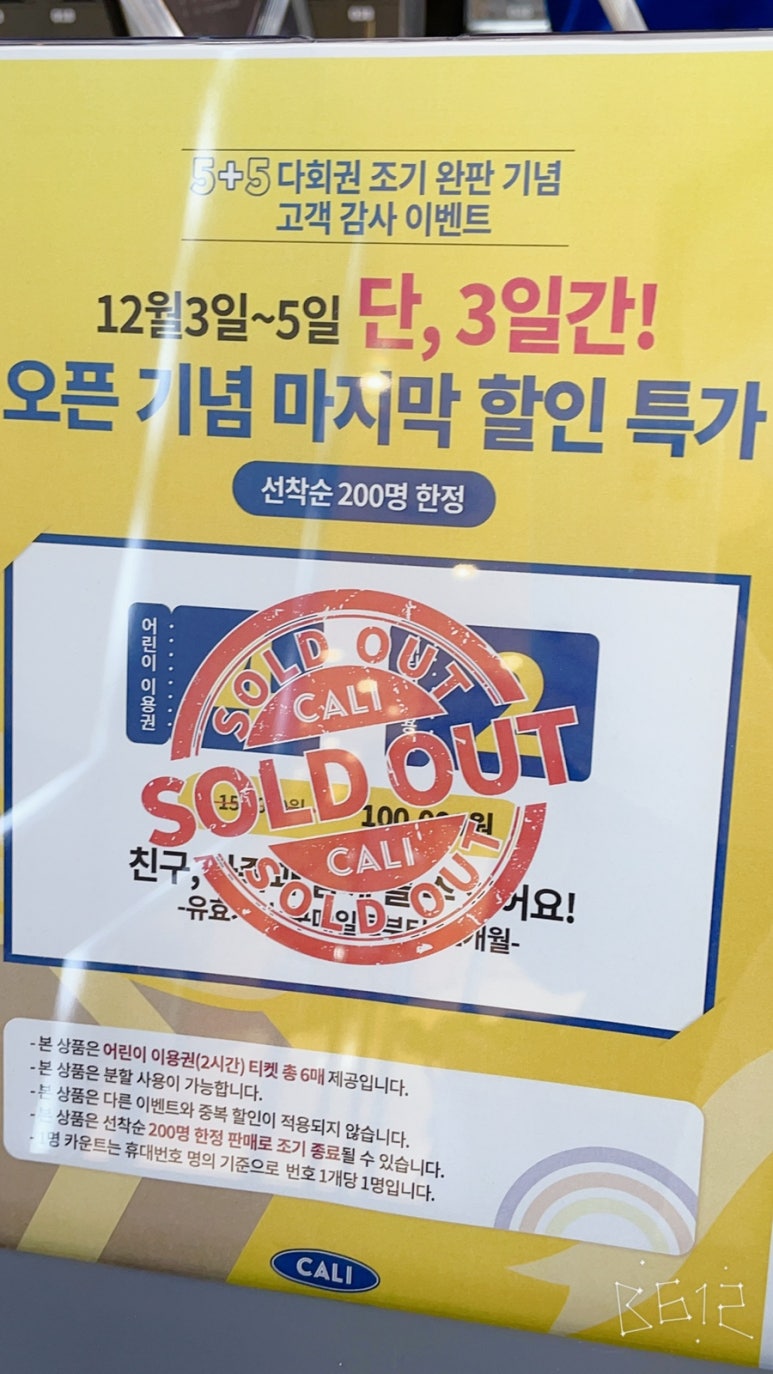 5+5 다회권 조기 완판 기념
고객 감사 이벤트
12월3일~5일 단, 3일간!
오픈 기념 마지막 할인 특가
선착순 200명 한정
어린이 이용권
2
SOLD OUT
CALI
SOLD OUT
CALI
SOLD OUT
친구,
- 본 상품은 어린이 이용권(2시간) 티켓 총 6매 제공입니다.
- 본 상품은 분할 사용이 가능합니다.
- 본 상품은 다른 이벤트와 중복 할인이 적용되지 않습니다.
- 본 상품은 선착순 200명 한정 판매로 조기 종료될 수 있습니다.
- 1명 카운트는 휴대번호 명의 기준으로 번호 1개당 1명입니다.
CALI
B612